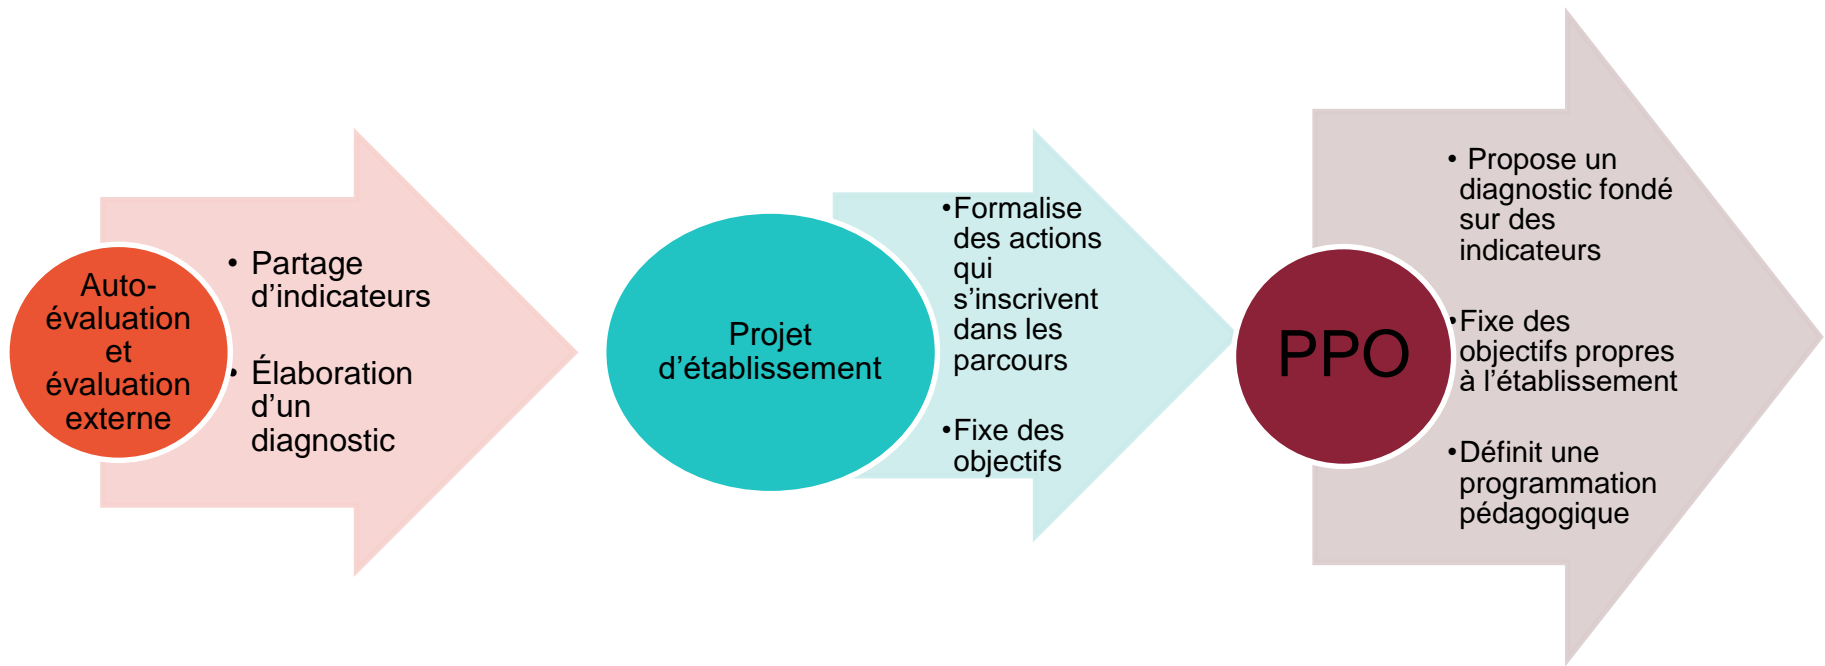 Auto-
évaluation
et
évaluation
externe
• Partage
d’indicateurs
• Élaboration
d’un
diagnostic
Projet
d’établissement
•Formalise
des actions
qui
s’inscrivent
dans les
parcours
•Fixe des
objectifs
PPO
• Propose un
diagnostic fondé
sur des
indicateurs
•Fixe des
objectifs propres
à l’établissement
•Définit une
programmation
pédagogique